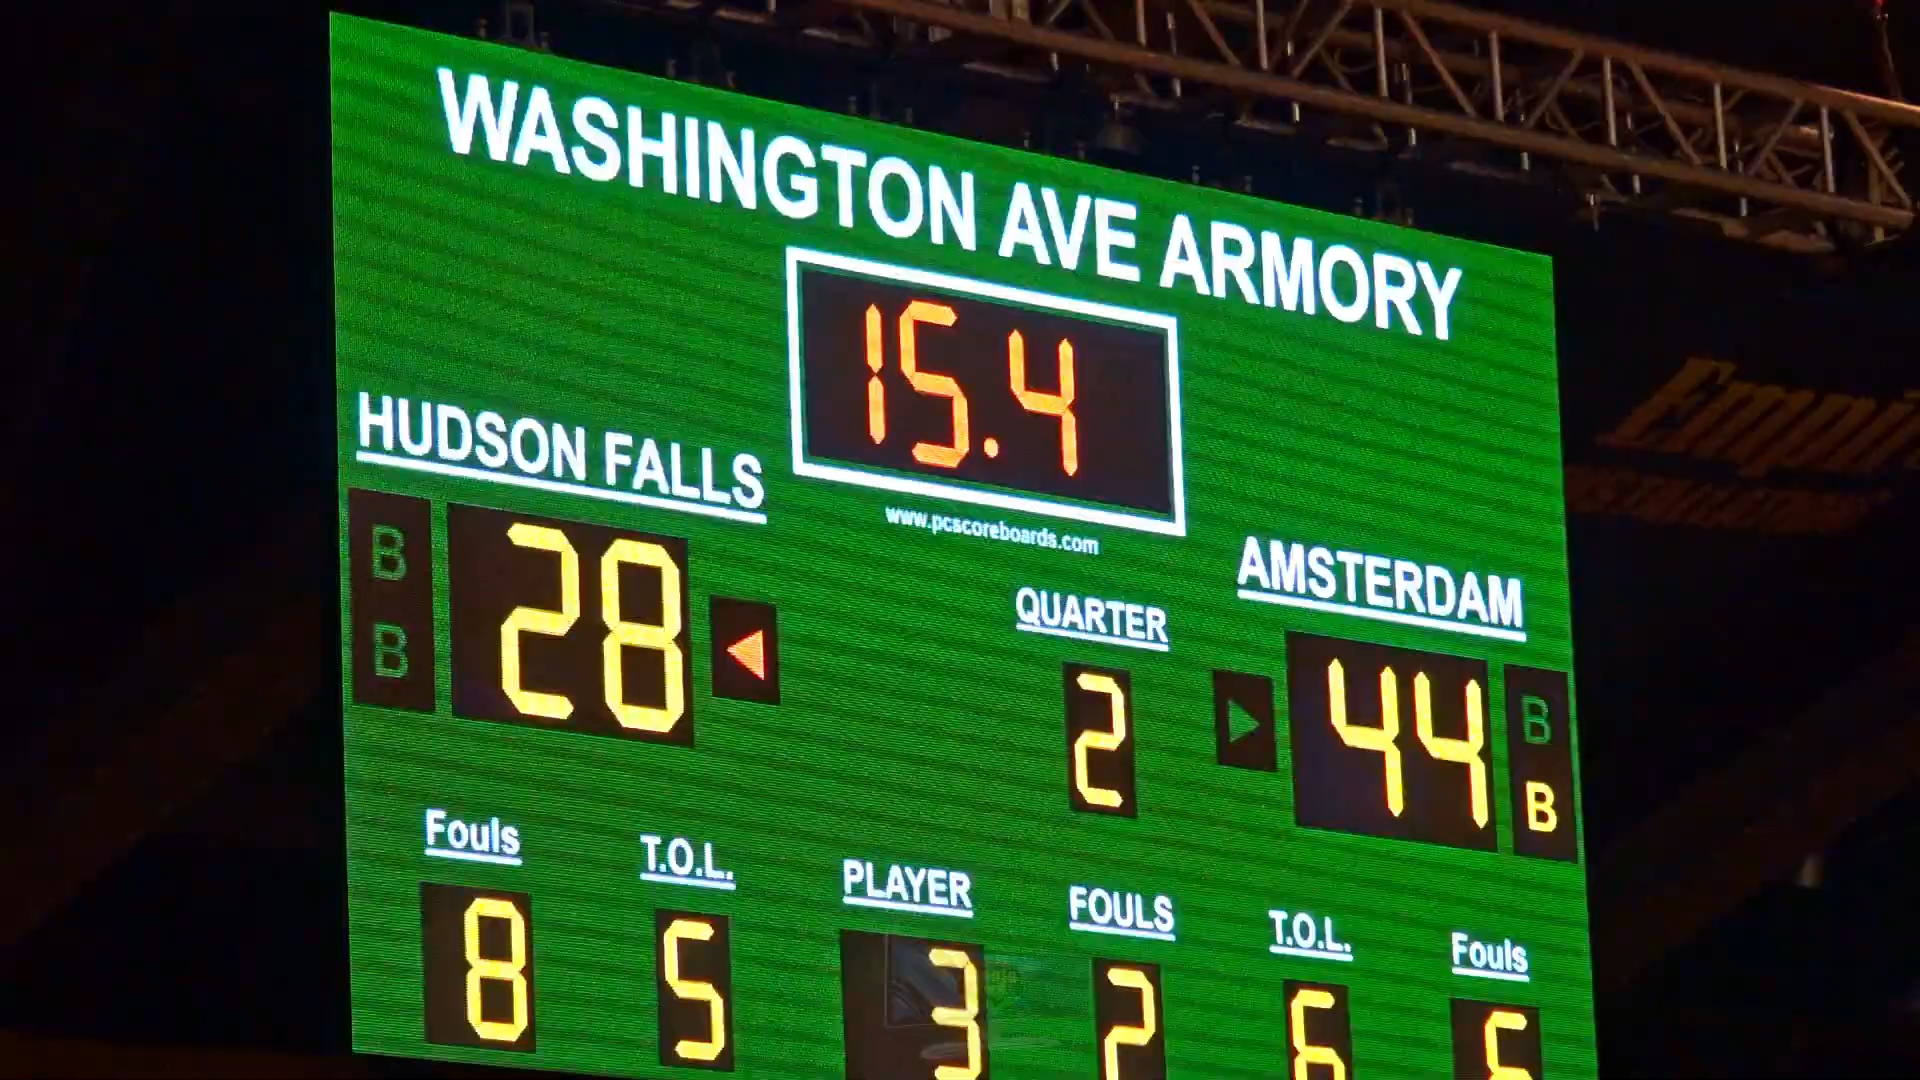 WASHINGTON AVE ARMORY
15.4
HUDSON FALLS
www.pcscoreboards.com
AMSTERDAM
B
B
28
QUARTER
2
44
B
B
Fouls
T.O.L.
PLAYER
FOULS
T.O.L.
Fouls
8
5
3
2
6